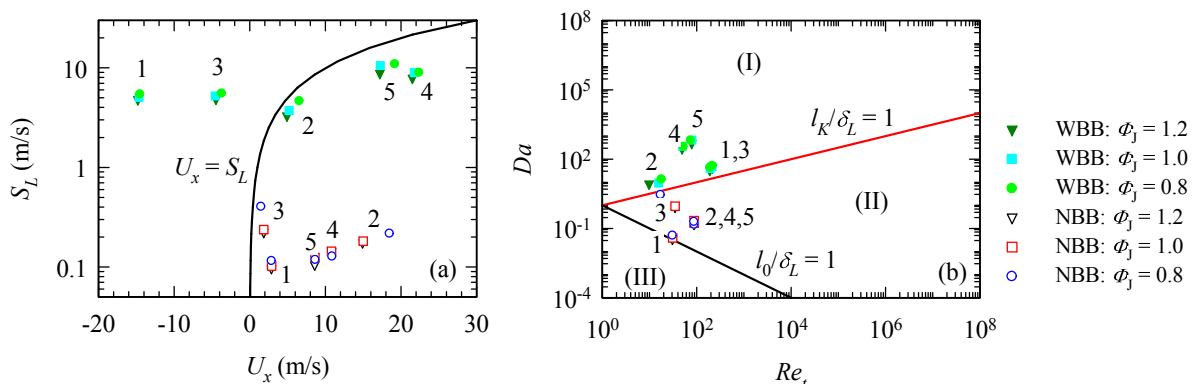 10
1
0.1
S_L (m/s)
1
3
2
5
4
U_x = S_L
3
5
4
2
1
(a)
-20
-10
0
10
20
30
U_x (m/s)
10^8
10^5
10^2
10^-1
10^-4
Da
(I)
l_K/δ_L = 1
4
5
2
1,3
(II)
3
2,4,5
1
(III)
l_0/δ_L = 1
(b)
10^0
10^2
10^4
10^6
10^8
Re_t
WBB: Φ_J = 1.2
WBB: Φ_J = 1.0
WBB: Φ_J = 0.8
NBB: Φ_J = 1.2
NBB: Φ_J = 1.0
NBB: Φ_J = 0.8